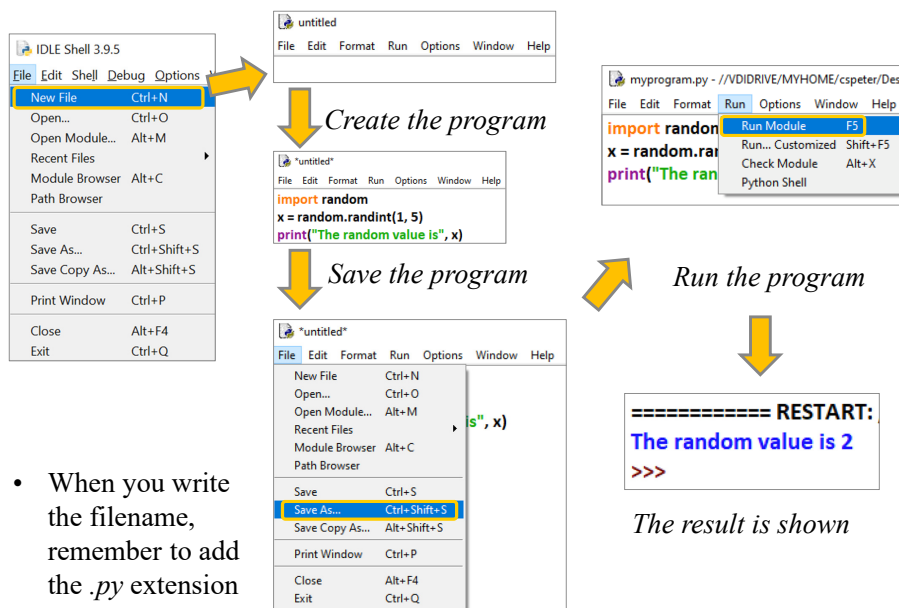 IDLE Shell 3.9.5
File Edit Shell Debug Options
New File Ctrl+N
Open... Ctrl+O
Open Module... Alt+M
Recent Files
Module Browser Alt+C
Path Browser
Save Ctrl+S
Save As... Ctrl+Shift+S
Save Copy As... Alt+Shift+S
Print Window Ctrl+P
Close Alt+F4
Exit Ctrl+Q
untitled
File Edit Format Run Options Window Help
Create the program
*untitled*
File Edit Format Run Options Window Help
import random
x = random.randint(1, 5)
print("The random value is", x)
Save the program
*untitled*
File Edit Format Run Options Window Help
New File Ctrl+N
Open... Ctrl+O
Open Module... Alt+M
is", x)
Recent Files
Module Browser Alt+C
Path Browser
Save Ctrl+S
Save As... Ctrl+Shift+S
Save Copy As... Alt+Shift+S
Print Window Ctrl+P
Close Alt+F4
Exit Ctrl+Q
• When you write
the filename,
remember to add
the .py extension
myprogram.py - //VDIDRIVE/MYHOME/cspeter/Des
File Edit Format Run Options Window Help
import random
x = random.rar
print("The ran
Run Module F5
Run... Customized Shift+F5
Check Module Alt+X
Python Shell
Run the program
============ RESTART:
The random value is 2
>>>
The result is shown